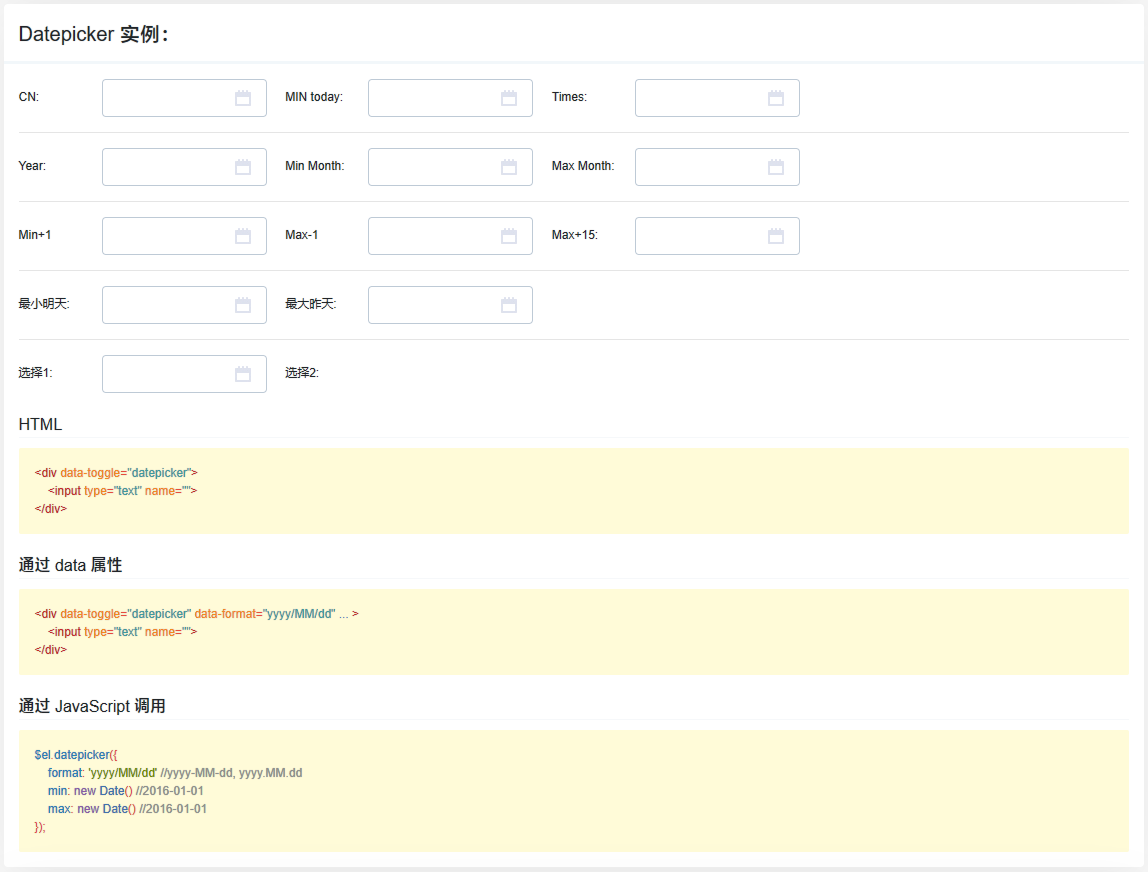 Datepicker 实例：
CN: MIN today: Times:
Year: Min Month: Max Month:
Min+1 Max-1 Max+15:
最小明天: 最大昨天:
选择1: 选择2:
HTML
<div data-toggle="datepicker">
<input type="text" name="">
</div>
通过 data 属性
<div data-toggle="datepicker" data-format="yyyy/MM/dd" ... >
<input type="text" name="">
</div>
通过 JavaScript 调用
$el.datepicker({
format: 'yyyy/MM/dd' //yyyy-MM-dd, yyyy.MM.dd
min: new Date() //2016-01-01
max: new Date() //2016-01-01
});